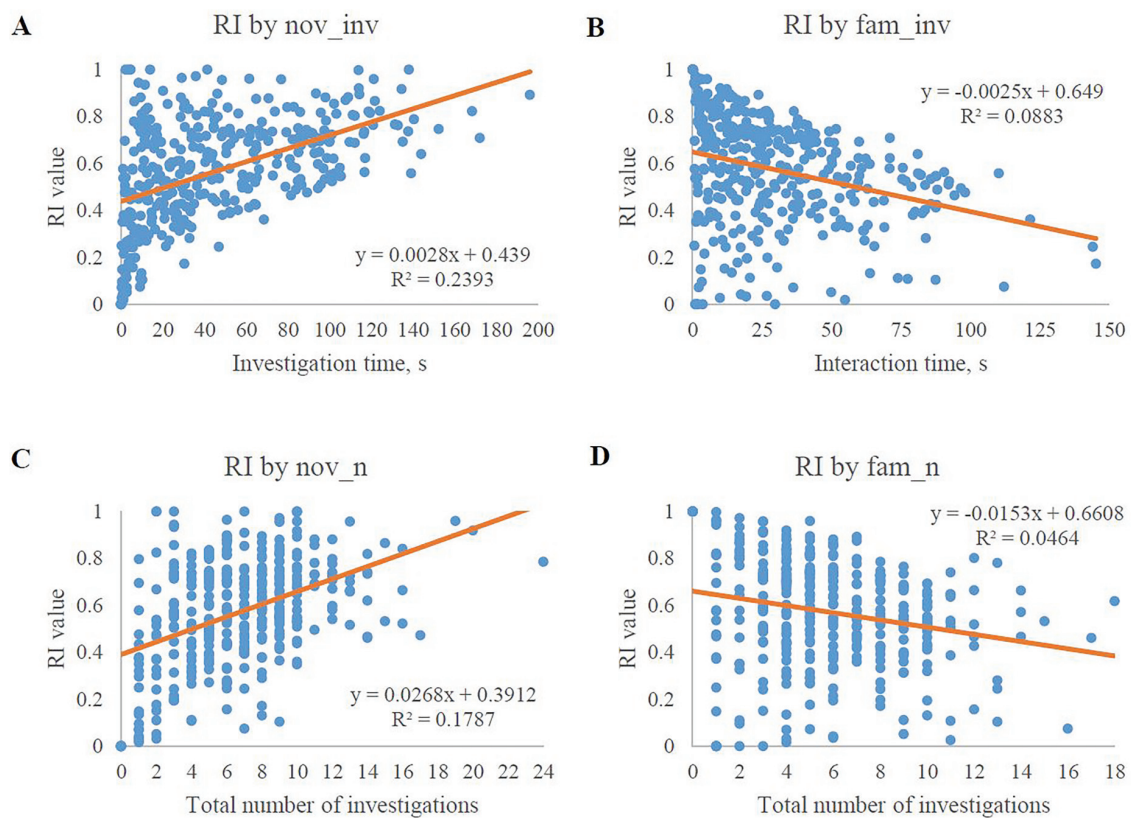 A
RI by nov_inv
1
0.8
0.6
0.4
0.2
0
RI value
y = 0.0028x + 0.439
R² = 0.2393
0 20 40 60 80 100 120 140 160 180 200
Investigation time, s
B
RI by fam_inv
1
0.8
0.6
0.4
0.2
0
RI value
y = -0.0025x + 0.649
R² = 0.0883
0 25 50 75 100 125 150
Interaction time, s
C
RI by nov_n
1
0.8
0.6
0.4
0.2
0
RI value
y = 0.0268x + 0.3912
R² = 0.1787
0 2 4 6 8 10 12 14 16 18 20 22 24
Total number of investigations
D
RI by fam_n
1
0.8
0.6
0.4
0.2
0
RI value
y = -0.0153x + 0.6608
R² = 0.0464
0 2 4 6 8 10 12 14 16 18
Total number of investigations